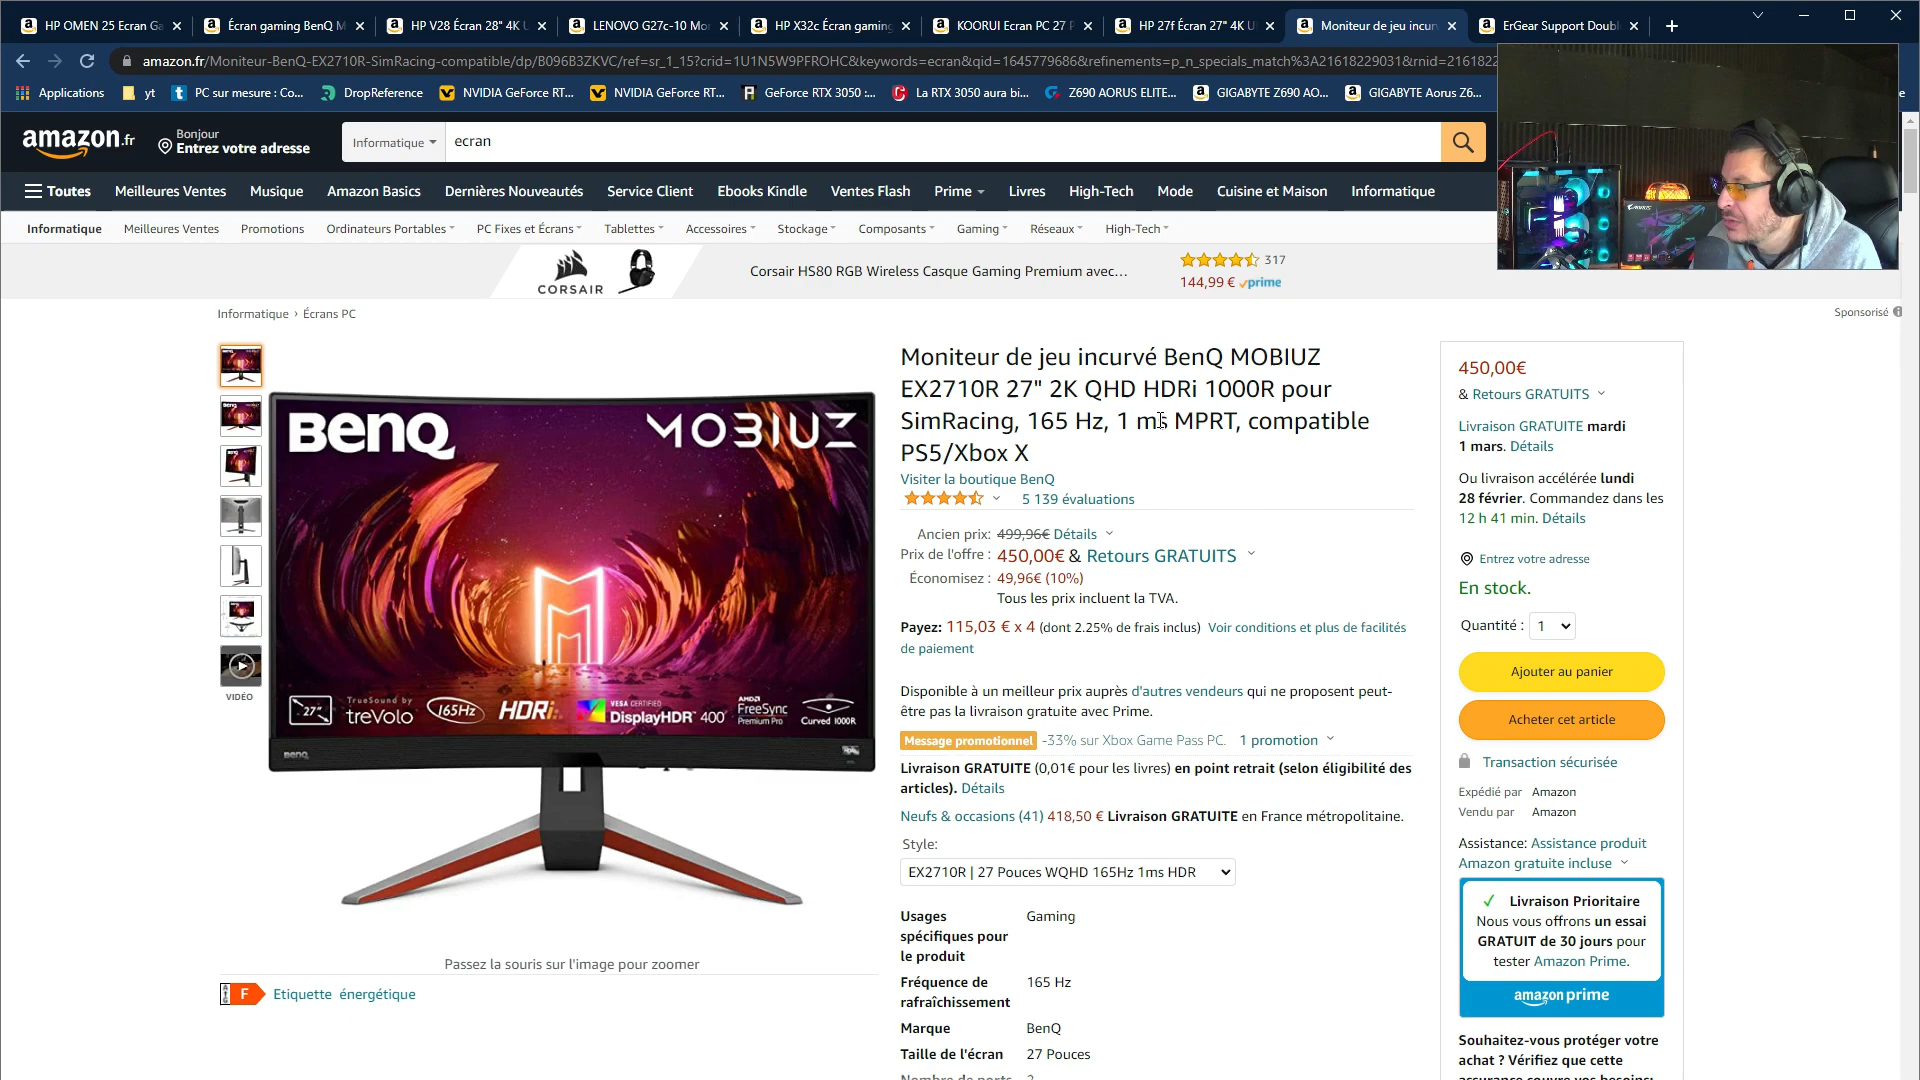 HP OMEN 25 Ecran Ga
Écran gaming BenQ M
HP V28 Écran 28" 4K U
LENOVO G27c-10 Mo
HP X32c Écran gaming
KOORUI Ecran PC 27 P
HP 27f Écran 27" 4K U
Moniteur de jeu incur
ErGear Support Doubl
amazon.fr/Moniteur-BenQ-EX2710R-SimRacing-compatible/dp/B096B3ZKVC/ref=sr_1_15?crid=1U1N5W9PFROHC&keywords=ecran&qid=1645779686&refinements=p_n_specials_match%3A21618229031&rnid=2161822
Applications
yt
PC sur mesure : Co...
DropReference
NVIDIA GeForce RT...
NVIDIA GeForce RT...
GeForce RTX 3050 :...
La RTX 3050 aura bi...
Z690 AORUS ELITE...
GIGABYTE Z690 AO...
GIGABYTE Aorus Z6...
amazon.fr
Bonjour
Entrez votre adresse
Informatique
ecran
Toutes
Meilleures Ventes
Musique
Amazon Basics
Dernières Nouveautés
Service Client
Ebooks Kindle
Ventes Flash
Prime
Livres
High-Tech
Mode
Cuisine et Maison
Informatique
Informatique
Meilleures Ventes
Promotions
Ordinateurs Portables
PC Fixes et Écrans
Tablettes
Accessoires
Stockage
Composants
Gaming
Réseaux
High-Tech
CORSAIR
Corsair HS80 RGB Wireless Casque Gaming Premium avec...
317
144,99 € prime
Informatique › Écrans PC
Sponsorisé
Moniteur de jeu incurvé BenQ MOBIUZ
EX2710R 27" 2K QHD HDRi 1000R pour
SimRacing, 165 Hz, 1 ms MPRT, compatible
PS5/Xbox X
Visiter la boutique BenQ
5 139 évaluations
Ancien prix: 499,96€ Détails
Prix de l'offre : 450,00€ & Retours GRATUITS
Économisez : 49,96€ (10%)
Tous les prix incluent la TVA.
Payez: 115,03 € x 4 (dont 2.25% de frais inclus) Voir conditions et plus de facilités
de paiement
Disponible à un meilleur prix auprès d'autres vendeurs qui ne proposent peut-
être pas la livraison gratuite avec Prime.
Message promotionnel -33% sur Xbox Game Pass PC. 1 promotion
Livraison GRATUITE (0,01€ pour les livres) en point retrait (selon éligibilité des
articles). Détails
Neufs & occasions (41) 418,50 € Livraison GRATUITE en France métropolitaine.
Style:
EX2710R | 27 Pouces WQHD 165Hz 1ms HDR
Usages
spécifiques pour
le produit
Gaming
Fréquence de
rafraîchissement
165 Hz
Marque
BenQ
Taille de l'écran
27 Pouces
Nombre de ports
2
BenQ
MOBIUZ
27"
TrueSound by
treVolo
165Hz
HDRi
VESA CERTIFIED
DisplayHDR 400
AMD
FreeSync
Premium Pro
Curved 1000R
BenQ
VIDÉO
Passez la souris sur l'image pour zoomer
F
Etiquette énergétique
450,00€
& Retours GRATUITS
Livraison GRATUITE mardi
1 mars. Détails
Ou livraison accélérée lundi
28 février. Commandez dans les
12 h 41 min. Détails
Entrez votre adresse
En stock.
Quantité : 1
Ajouter au panier
Acheter cet article
Transaction sécurisée
Expédié par Amazon
Vendu par Amazon
Assistance: Assistance produit
Amazon gratuite incluse
Livraison Prioritaire
Nous vous offrons un essai
GRATUIT de 30 jours pour
tester Amazon Prime.
amazon prime
Souhaitez-vous protéger votre
achat ? Vérifiez que cette
assurance couvre vos besoins: